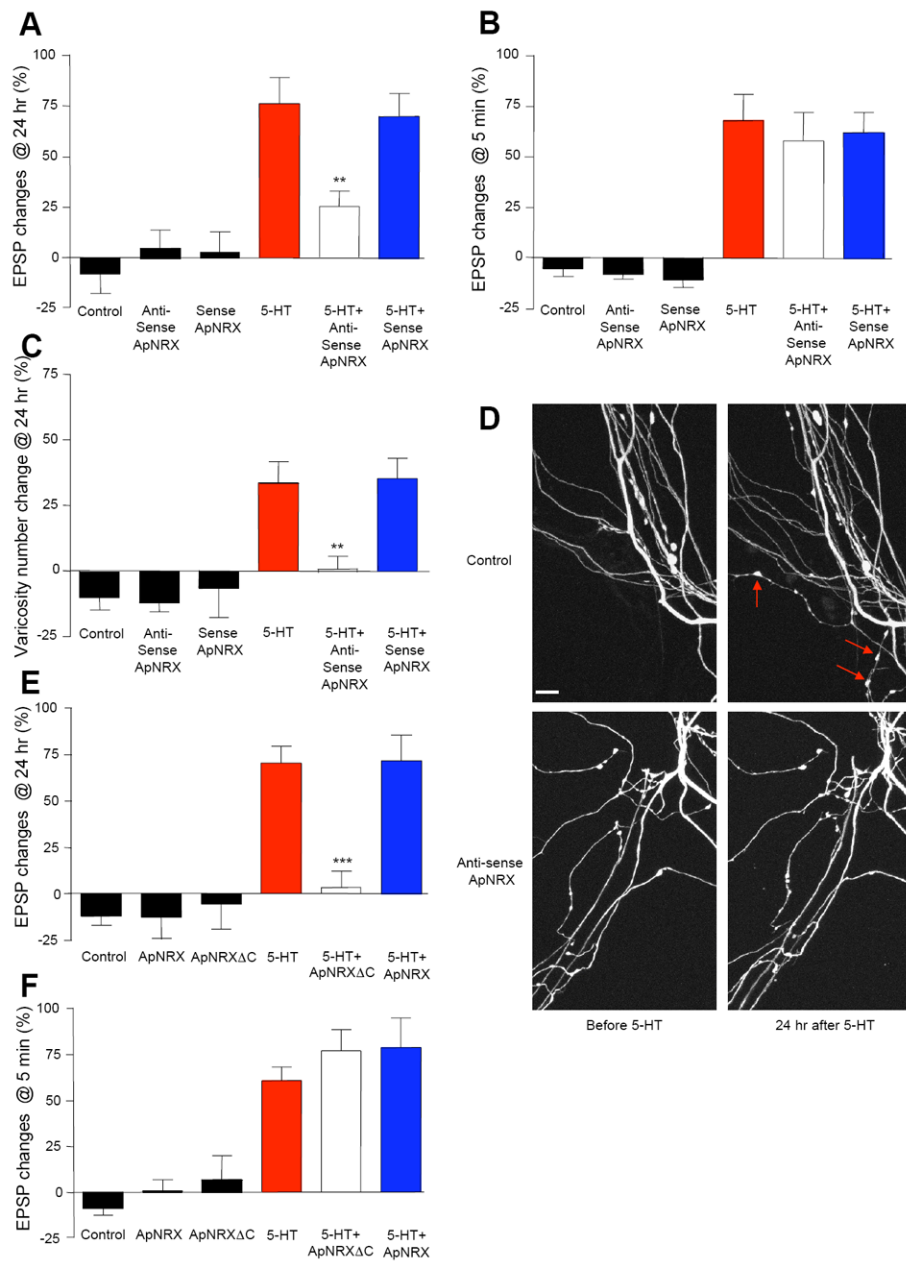 A
EPSP changes @ 24 hr (%)
100
75
50
25
0
-25
**
Control
Anti-
Sense
ApNRX
Sense
ApNRX
5-HT
5-HT+
Anti-
Sense
ApNRX
5-HT+
Sense
ApNRX
B
EPSP changes @ 5 min (%)
100
75
50
25
0
-25
Control
Anti-
Sense
ApNRX
Sense
ApNRX
5-HT
5-HT+
Anti-
Sense
ApNRX
5-HT+
Sense
ApNRX
C
Varicosity number change @ 24 hr (%)
75
50
25
0
-25
**
Control
Anti-
Sense
ApNRX
Sense
ApNRX
5-HT
5-HT+
Anti-
Sense
ApNRX
5-HT+
Sense
ApNRX
D
Control
Anti-sense
ApNRX
Before 5-HT
24 hr after 5-HT
E
EPSP changes @ 24 hr (%)
100
75
50
25
0
-25
***
Control
ApNRX
ApNRXΔC
5-HT
5-HT+
ApNRXΔC
5-HT+
ApNRX
F
EPSP changes @ 5 min (%)
100
75
50
25
0
-25
Control
ApNRX
ApNRXΔC
5-HT
5-HT+
ApNRXΔC
5-HT+
ApNRX